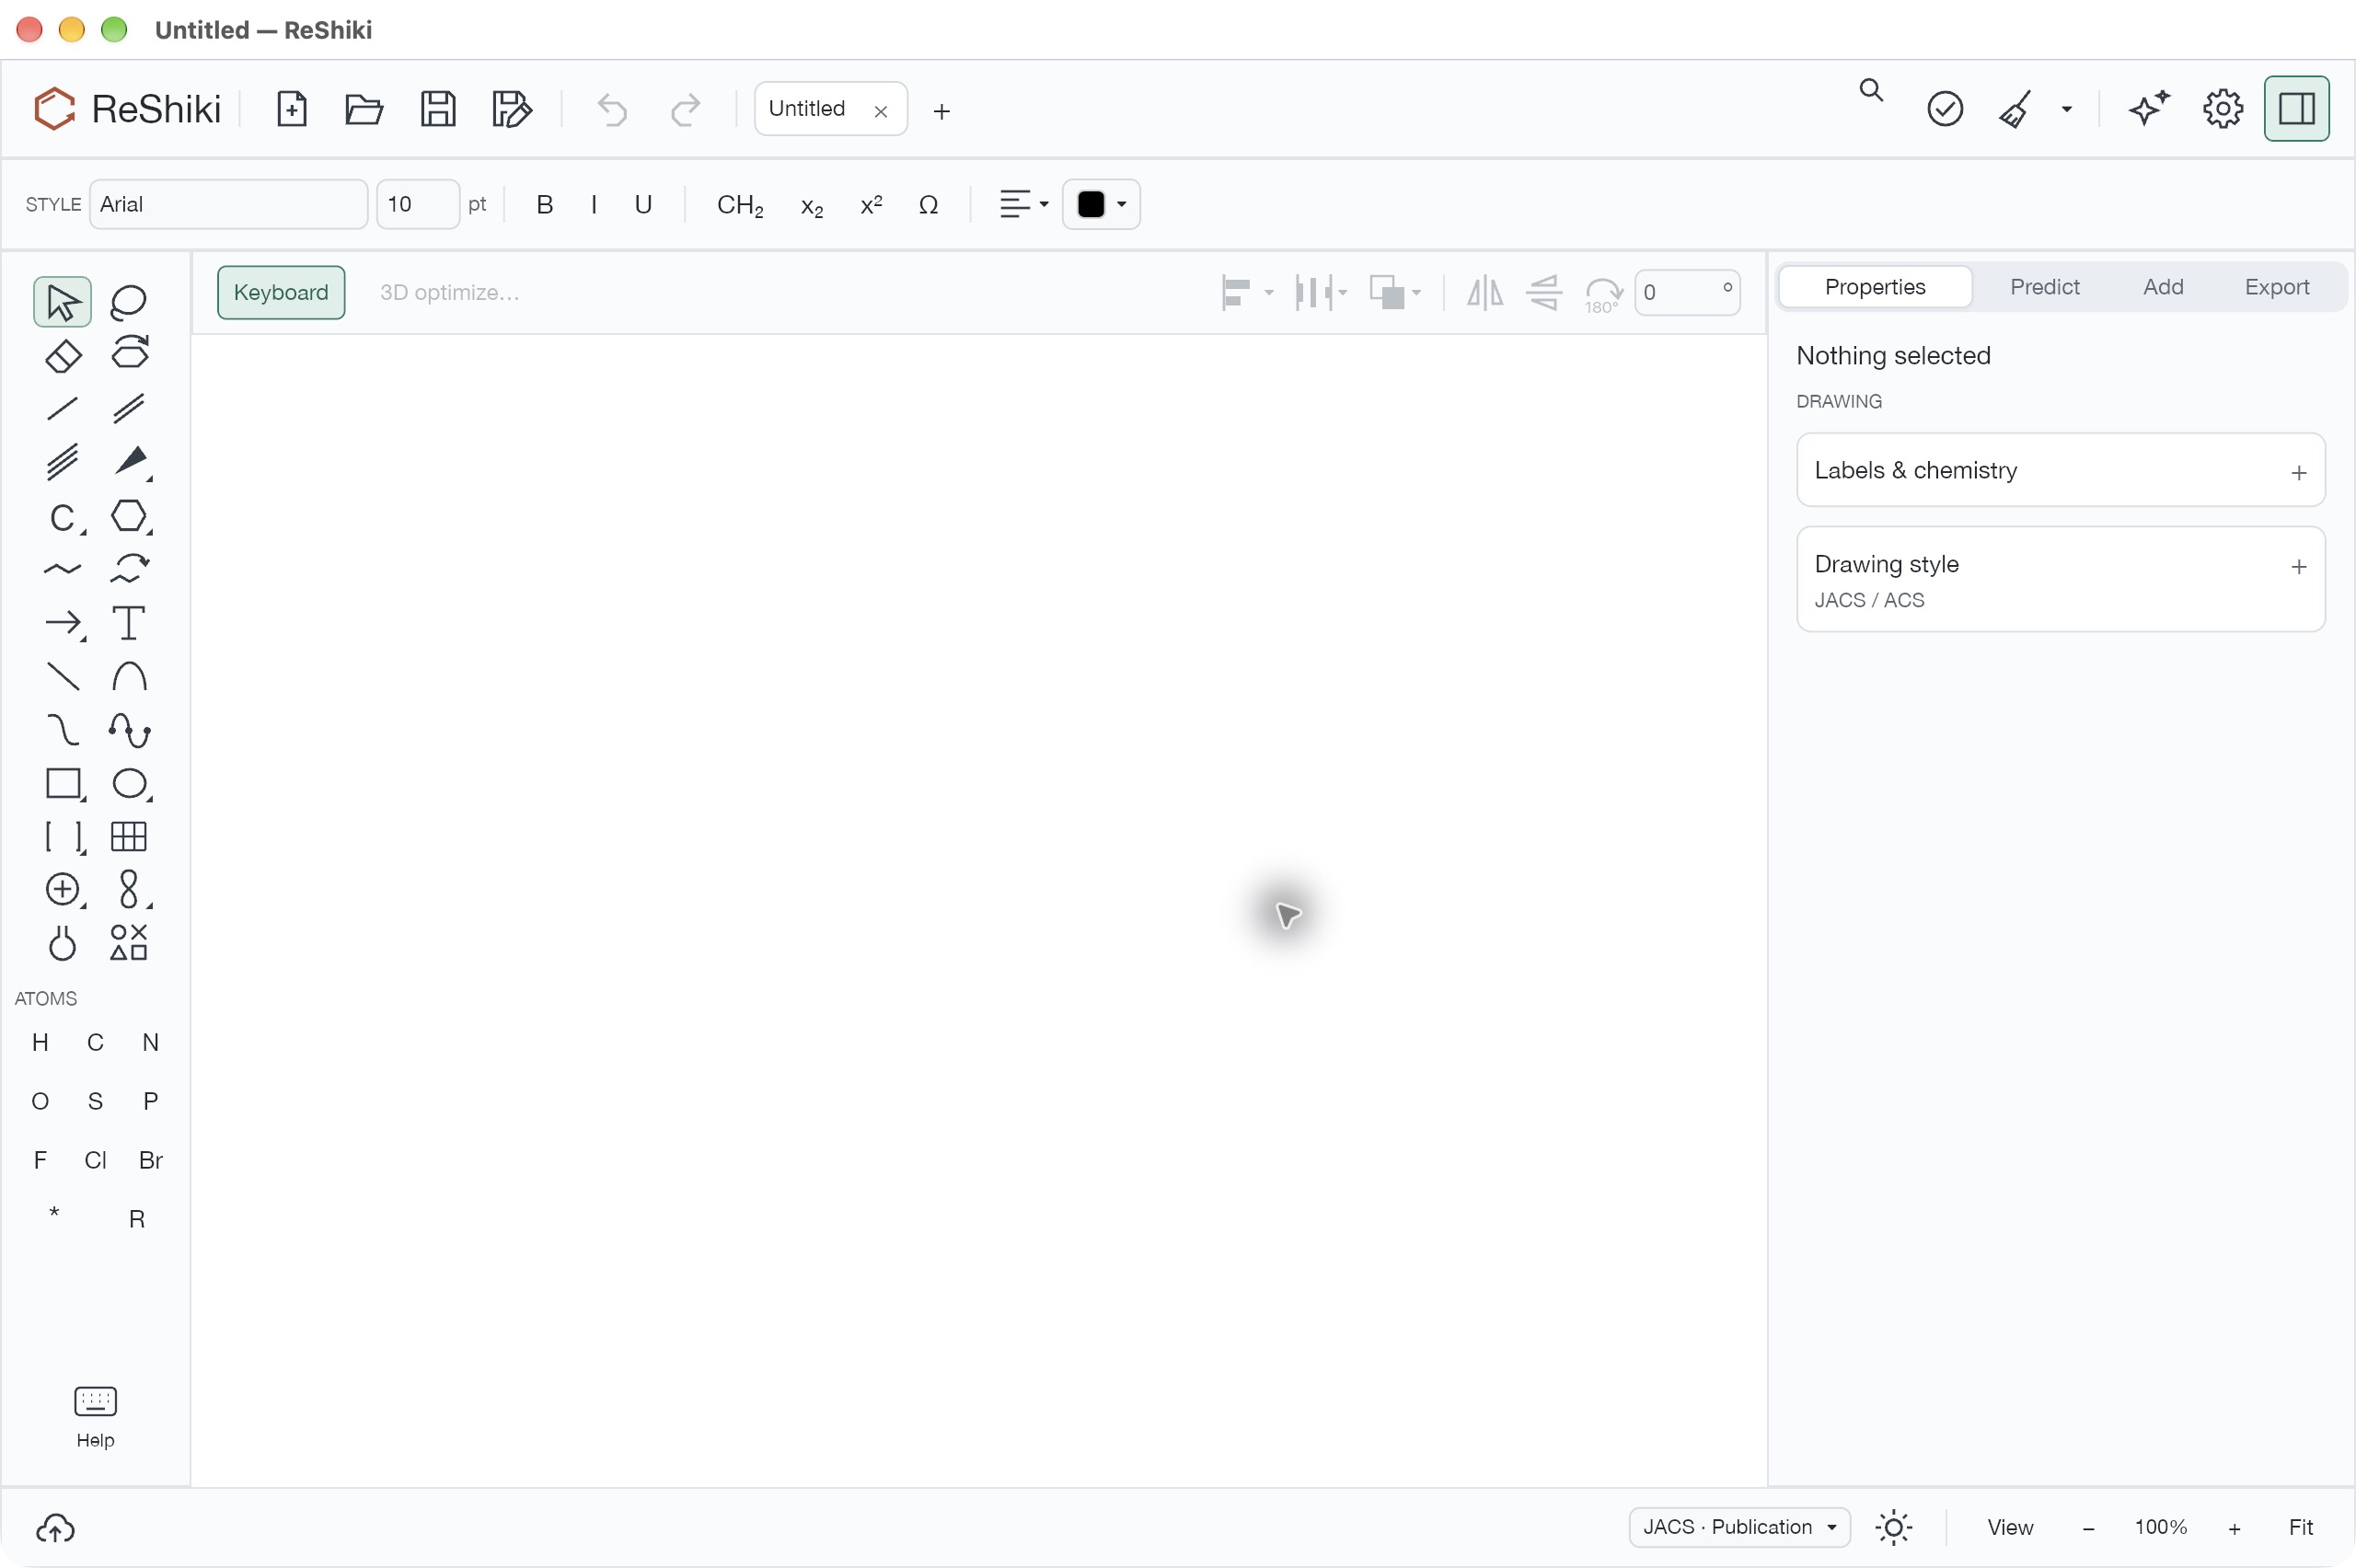 Untitled — ReShiki
ReShiki
Untitled
STYLE Arial 10 pt B I U CH₂ x₂ x² Ω
Keyboard 3D optimize... 180° 0 °
Properties Predict Add Export
Nothing selected
DRAWING
Labels & chemistry +
Drawing style +
JACS / ACS
C
T
ATOMS
H C N
O S P
F Cl Br
* R
Help
JACS · Publication View – 100% + Fit